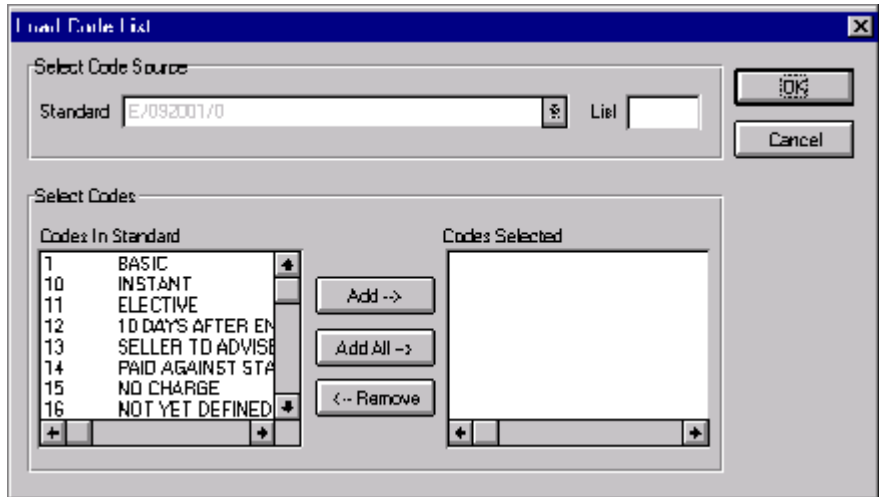 Load Code List
Select Code Source
Standard E/092001/0 List
OK
Cancel
Select Codes
Codes In Standard
Codes Selected
1 BASIC
10 INSTANT
11 ELECTIVE
12 10 DAYS AFTER EN
13 SELLER TO ADVISE
14 PAID AGAINST STA
15 NO CHARGE
16 NOT YET DEFINED
Add -->
Add All -->
<-- Remove